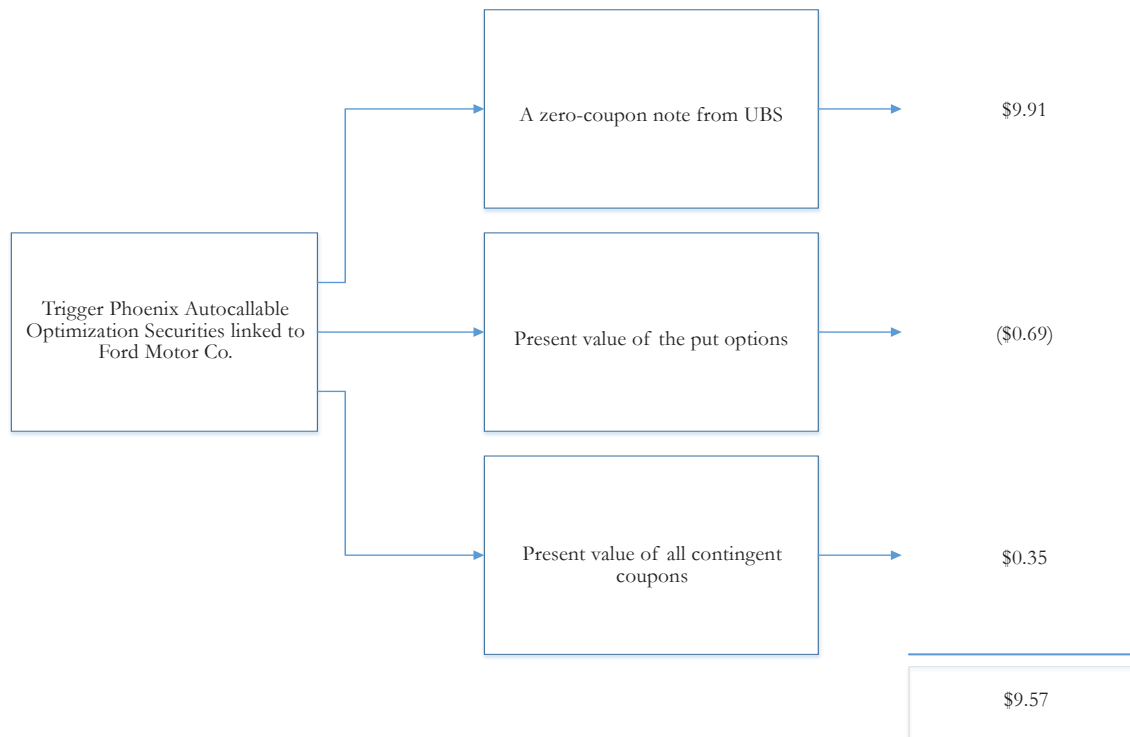 A zero-coupon note from UBS
$9.91
Trigger Phoenix Autocallable
Optimization Securities linked to
Ford Motor Co.
Present value of the put options
($0.69)
Present value of all contingent
coupons
$0.35
$9.57